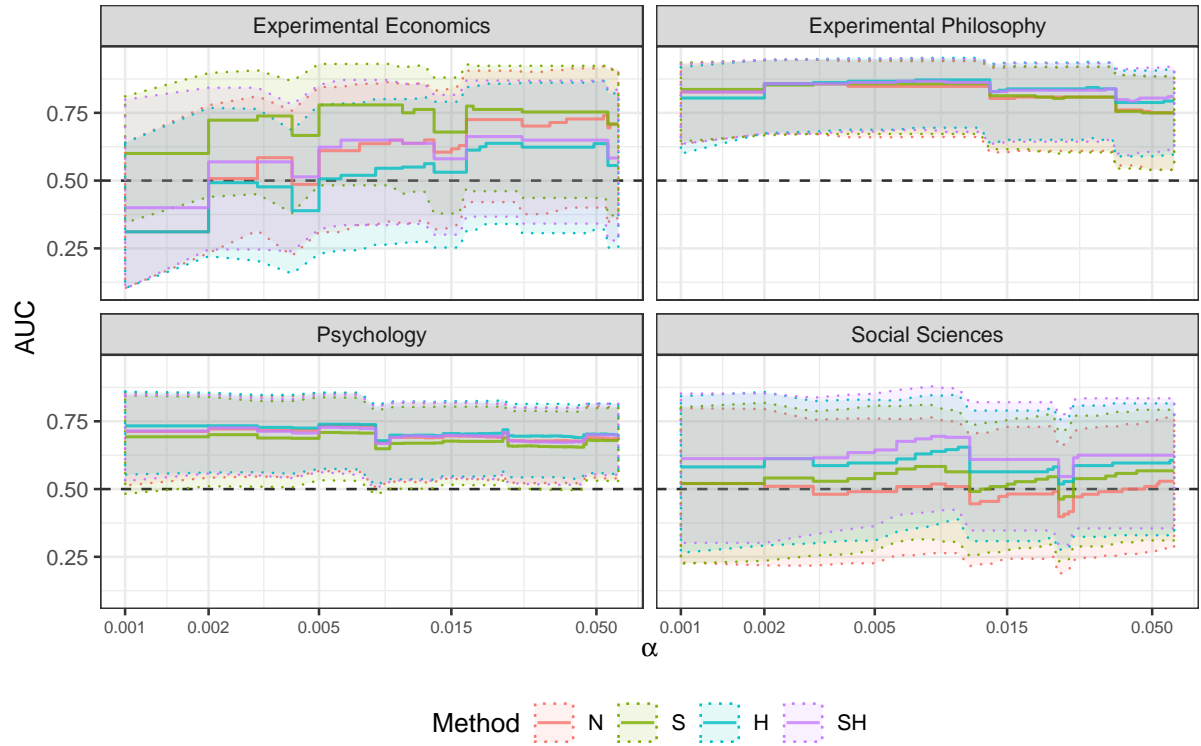 Experimental Economics
Experimental Philosophy
0.75
0.50
0.25
Psychology
Social Sciences
0.75
0.50
0.25
AUC
0.001 0.002 0.005 0.015 0.050
0.001 0.002 0.005 0.015 0.050
α
Method N S H SH